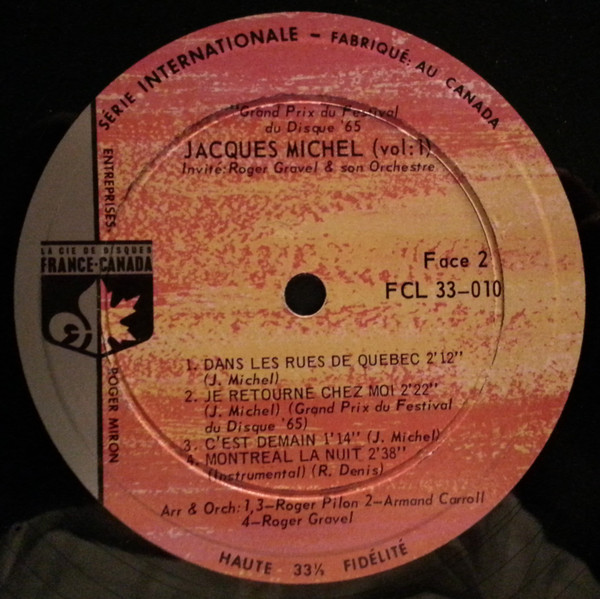 SÉRIE INTERNATIONALE - FABRIQUÉ: AU CANADA
"Grand Prix du Festival
du Disque '65
JACQUES MICHEL (vol:1)
Invité: Roger Gravel & son Orchestre
ENTREPRISES
LA CIE DE DISQUES
FRANCE-CANADA
ROGER MIRON
Face 2
FCL 33-010
1. DANS LES RUES DE QUEBEC 2'12"
(J. Michel)
2. JE RETOURNE CHEZ MOI 2'22"
(J. Michel) (Grand Prix du Festival
du Disque '65)
3. C'EST DEMAIN 1'14" (J. Michel)
4. MONTREAL LA NUIT 2'38"
(Instrumental) (R. Denis)
Arr & Orch: 1,3-Roger Pilon 2-Armand Carroll
4-Roger Gravel
HAUTE 33⅓ FIDÉLITÉ